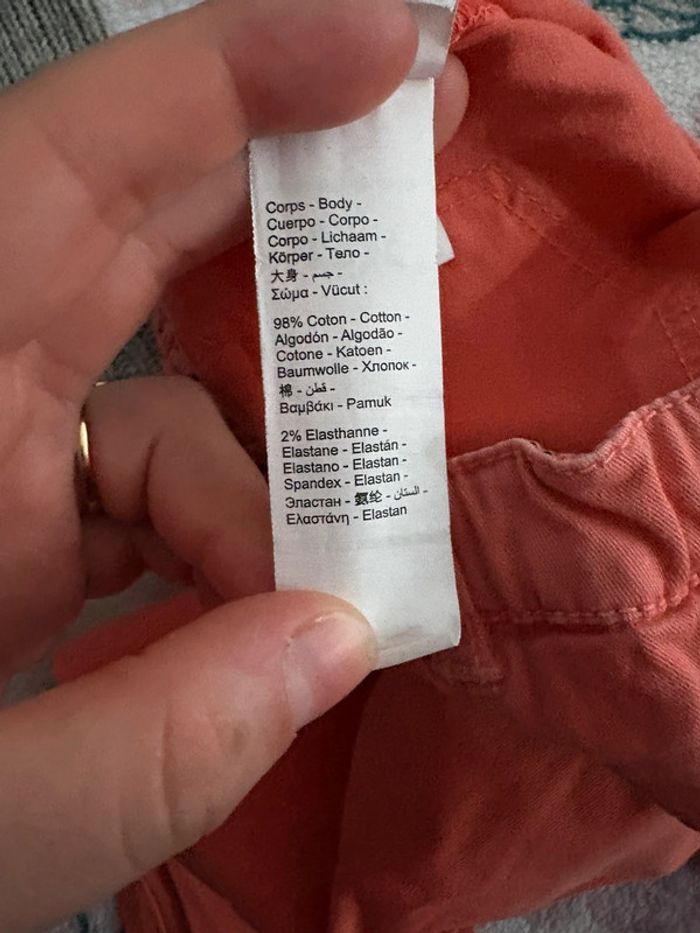 Corps - Body -
Cuerpo - Corpo -
Corpo - Lichaam -
Körper - Тело -
大身 - جسم -
Σώμα - Vücut :
98% Coton - Cotton -
Algodón - Algodão -
Cotone - Katoen -
Baumwolle - Хлопок -
棉 - قطن -
Βαμβάκι - Pamuk
2% Elasthanne -
Elastane - Elastán -
Elastano - Elastan -
Spandex - Elastan -
Эластан - 氨纶 - الستان -
Ελαστάνη - Elastan